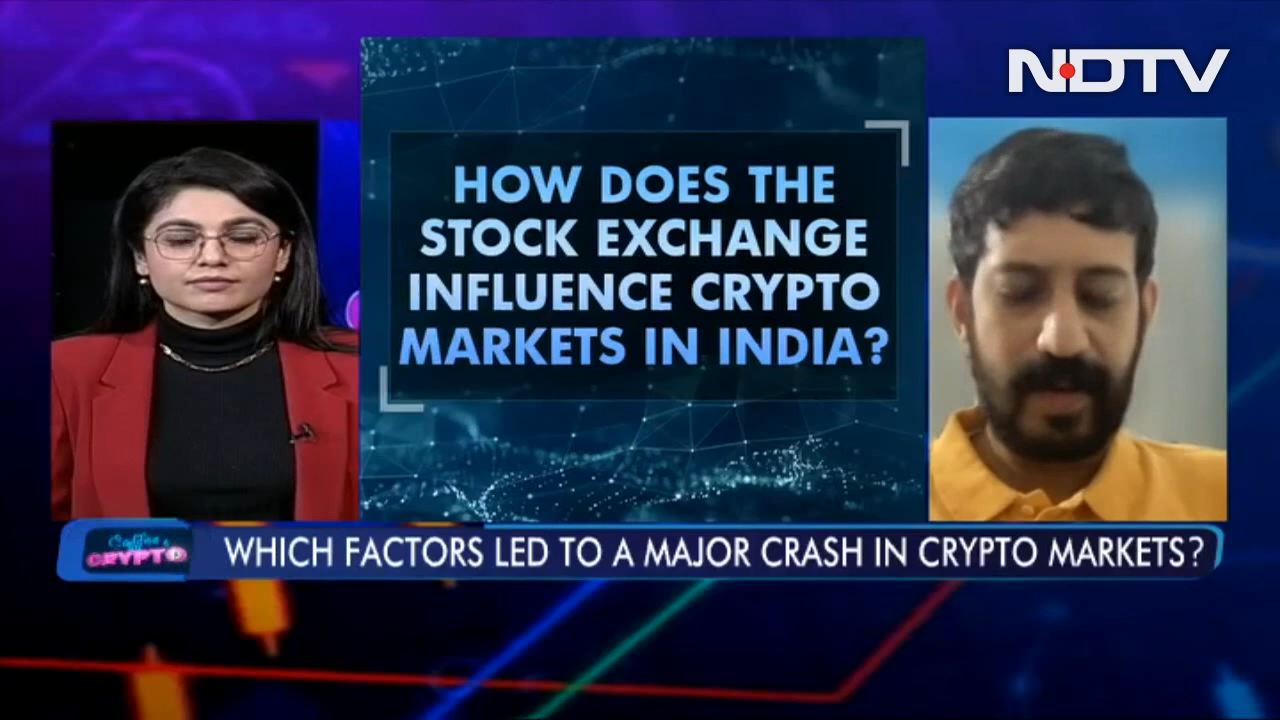 NDTV
HOW DOES THE
STOCK EXCHANGE
INFLUENCE CRYPTO
MARKETS IN INDIA?
Coffee &
CRYPTO
WHICH FACTORS LED TO A MAJOR CRASH IN CRYPTO MARKETS?